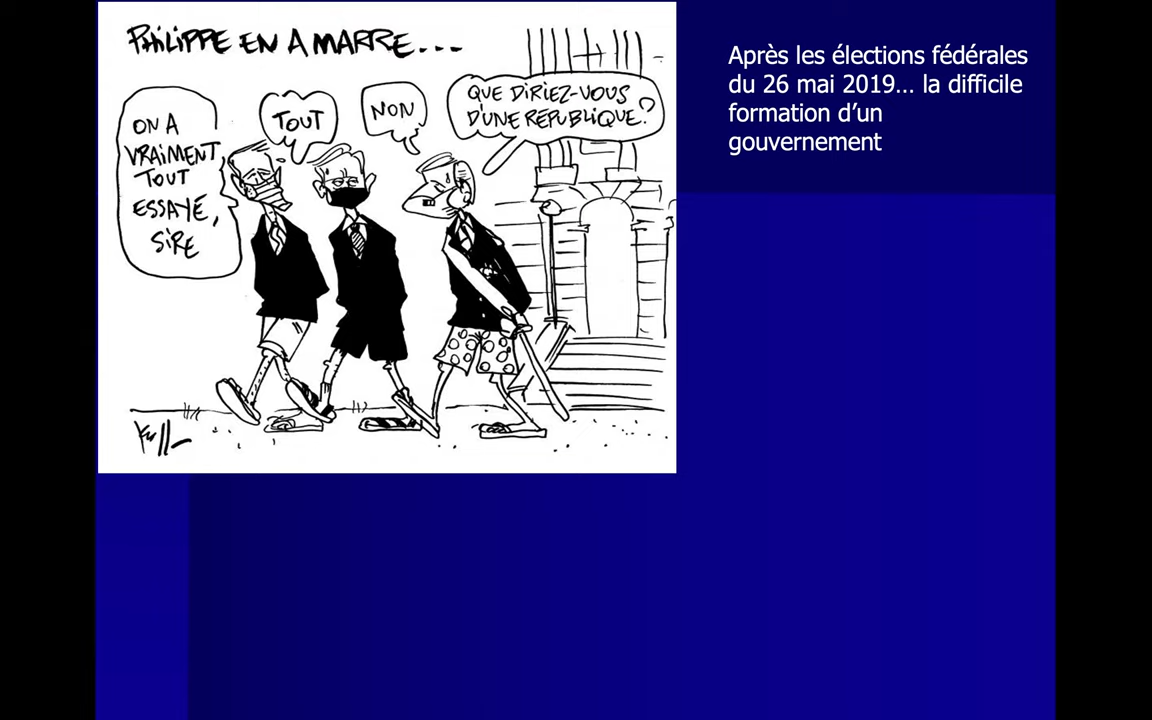 PHILIPPE EN A MARRE...
ON A
VRAIMENT
TOUT
ESSAYÉ,
SIRE
TOUT
NON
QUE DIRIEZ-VOUS
D'UNE RÉPUBLIQUE?
Après les élections fédérales
du 26 mai 2019... la difficile
formation d'un
gouvernement